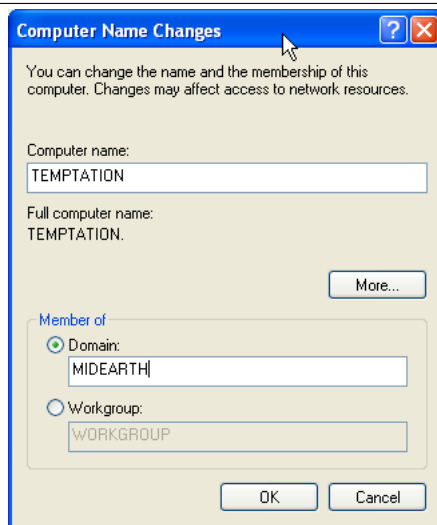 Computer Name Changes
You can change the name and the membership of this
computer. Changes may affect access to network resources.
Computer name:
TEMPTATION
Full computer name:
TEMPTATION.
More...
Member of
Domain:
MIDEARTH
Workgroup:
WORKGROUP
OK Cancel